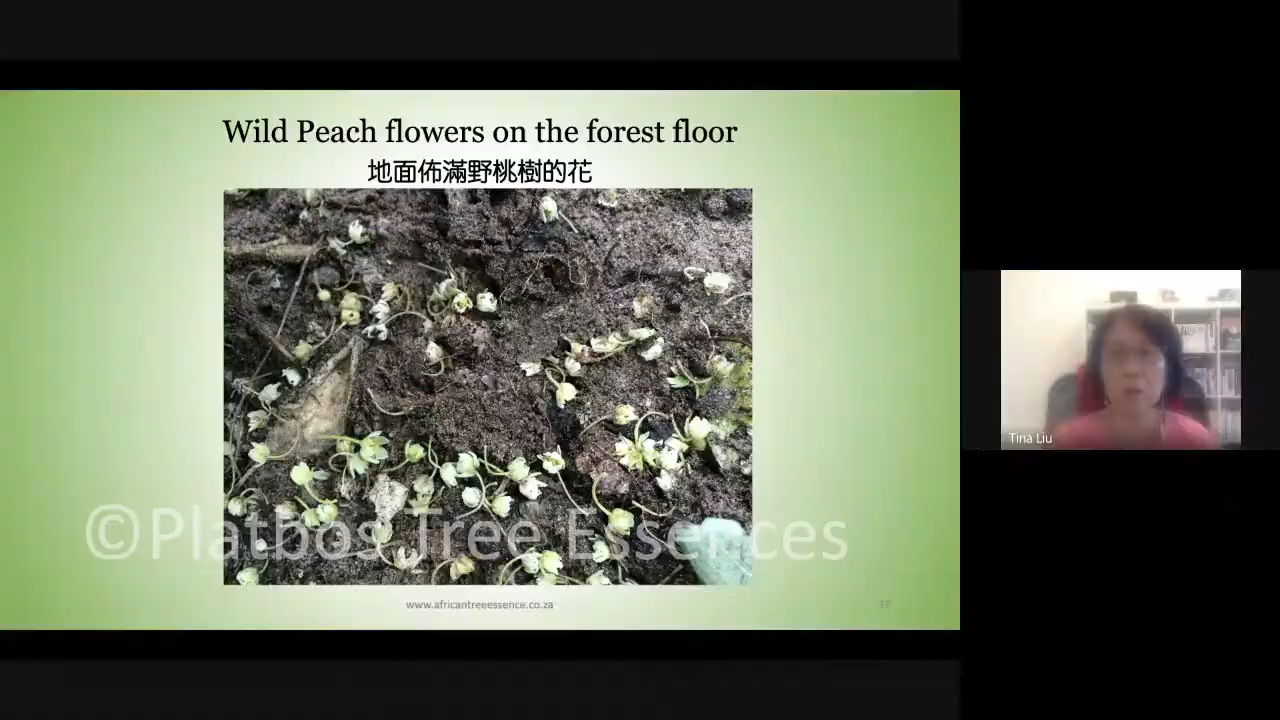 Wild Peach flowers on the forest floor
地面佈滿野桃樹的花
©Platbos Tree Essences
www.africantreeessence.co.za
37
Tina Liu